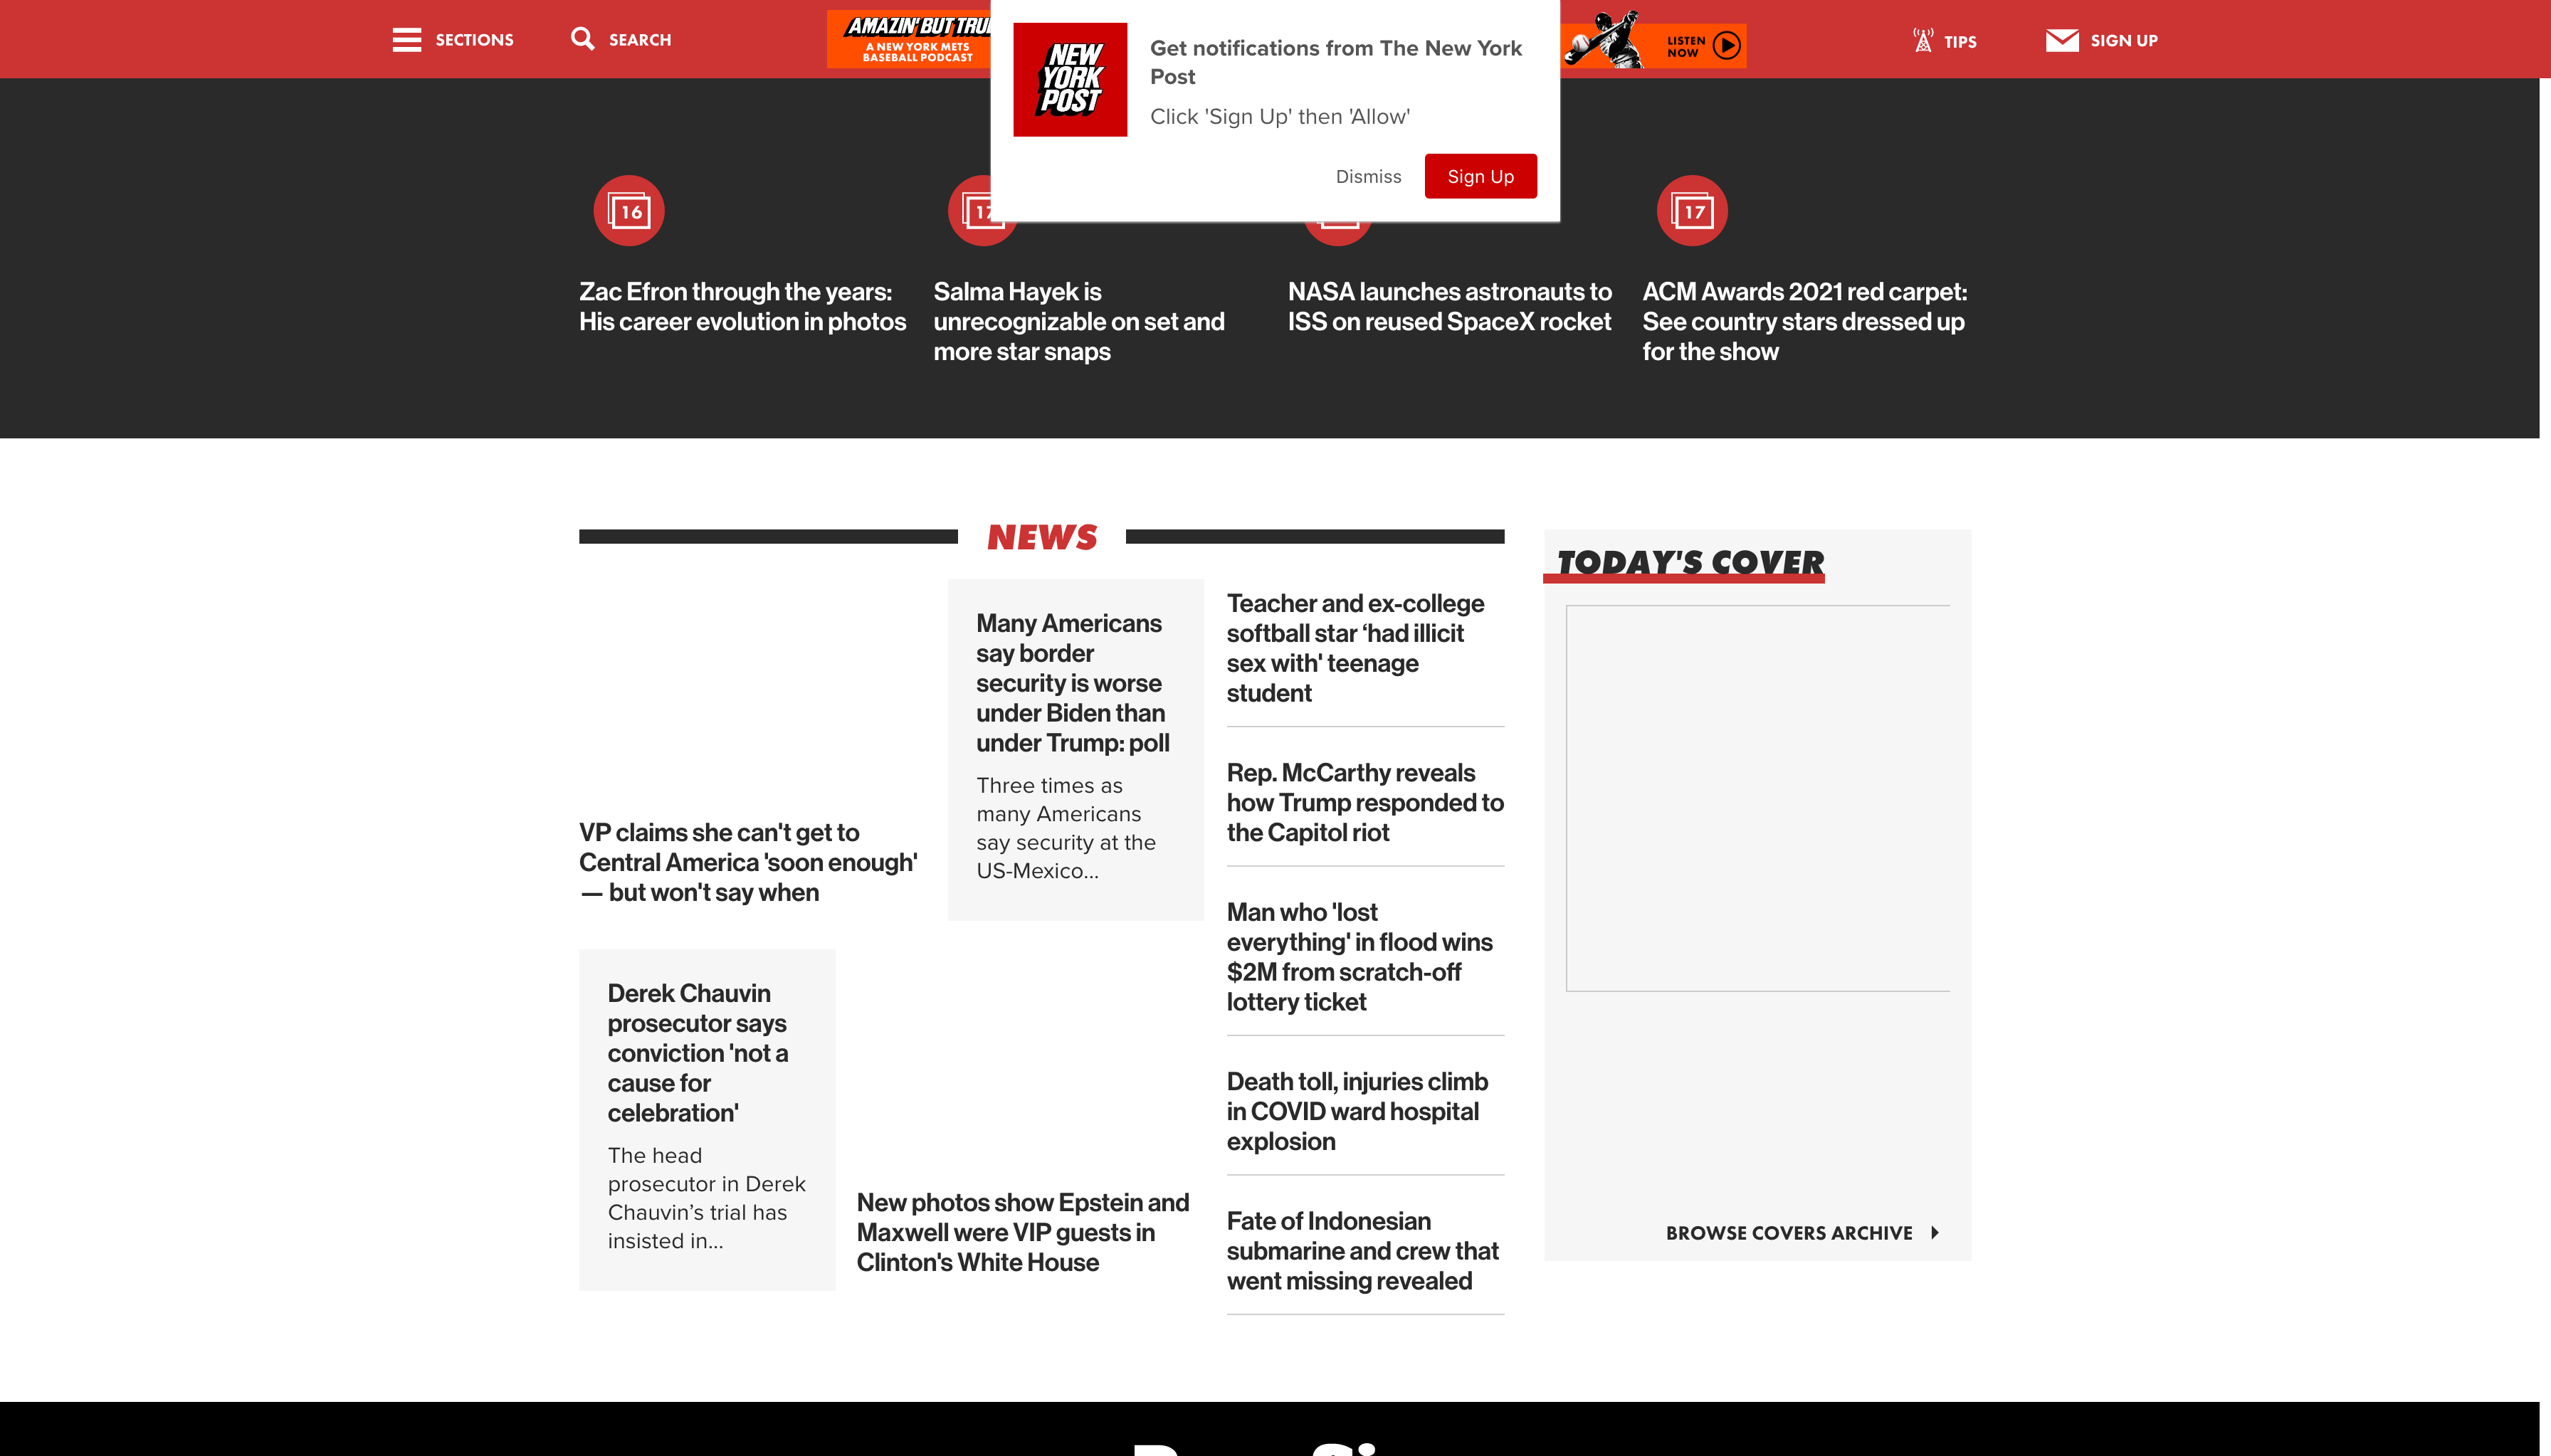 SECTIONS
SEARCH
AMAZIN' BUT
A NEW YORK METS
BASEBALL PODCAST
NEW
YORK
POST
Get notifications from The New York
Post
Click 'Sign Up' then 'Allow'
Dismiss
Sign Up
LISTEN
NOW
TIPS
SIGN UP
16
17
17
Zac Efron through the years:
His career evolution in photos
Salma Hayek is
unrecognizable on set and
more star snaps
NASA launches astronauts to
ISS on reused SpaceX rocket
ACM Awards 2021 red carpet:
See country stars dressed up
for the show
NEWS
VP claims she can't get to
Central America 'soon enough'
— but won't say when
Many Americans
say border
security is worse
under Biden than
under Trump: poll
Three times as
many Americans
say security at the
US-Mexico...
Derek Chauvin
prosecutor says
conviction 'not a
cause for
celebration'
The head
prosecutor in Derek
Chauvin’s trial has
insisted in...
New photos show Epstein and
Maxwell were VIP guests in
Clinton's White House
Teacher and ex-college
softball star ‘had illicit
sex with' teenage
student
Rep. McCarthy reveals
how Trump responded to
the Capitol riot
Man who 'lost
everything' in flood wins
$2M from scratch-off
lottery ticket
Death toll, injuries climb
in COVID ward hospital
explosion
Fate of Indonesian
submarine and crew that
went missing revealed
TODAY'S COVER
BROWSE COVERS ARCHIVE